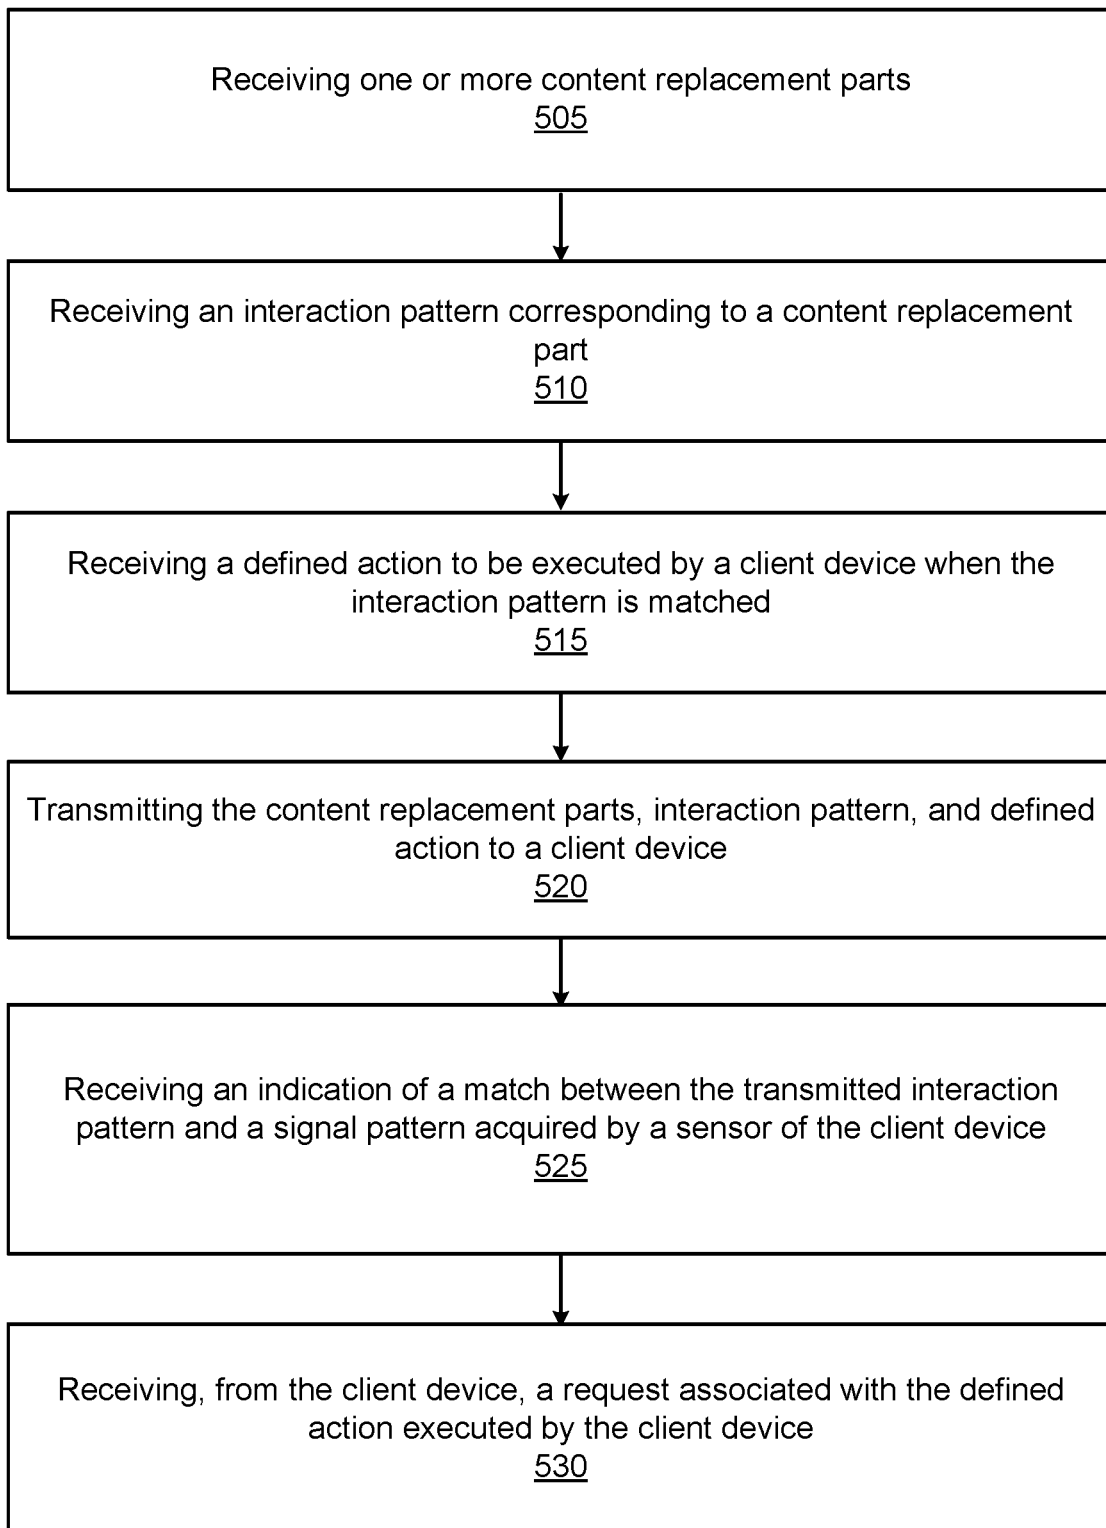 Receiving one or more content replacement parts
505
Receiving an interaction pattern corresponding to a content replacement
part
510
Receiving a defined action to be executed by a client device when the
interaction pattern is matched
515
Transmitting the content replacement parts, interaction pattern, and defined
action to a client device
520
Receiving an indication of a match between the transmitted interaction
pattern and a signal pattern acquired by a sensor of the client device
525
Receiving, from the client device, a request associated with the defined
action executed by the client device
530